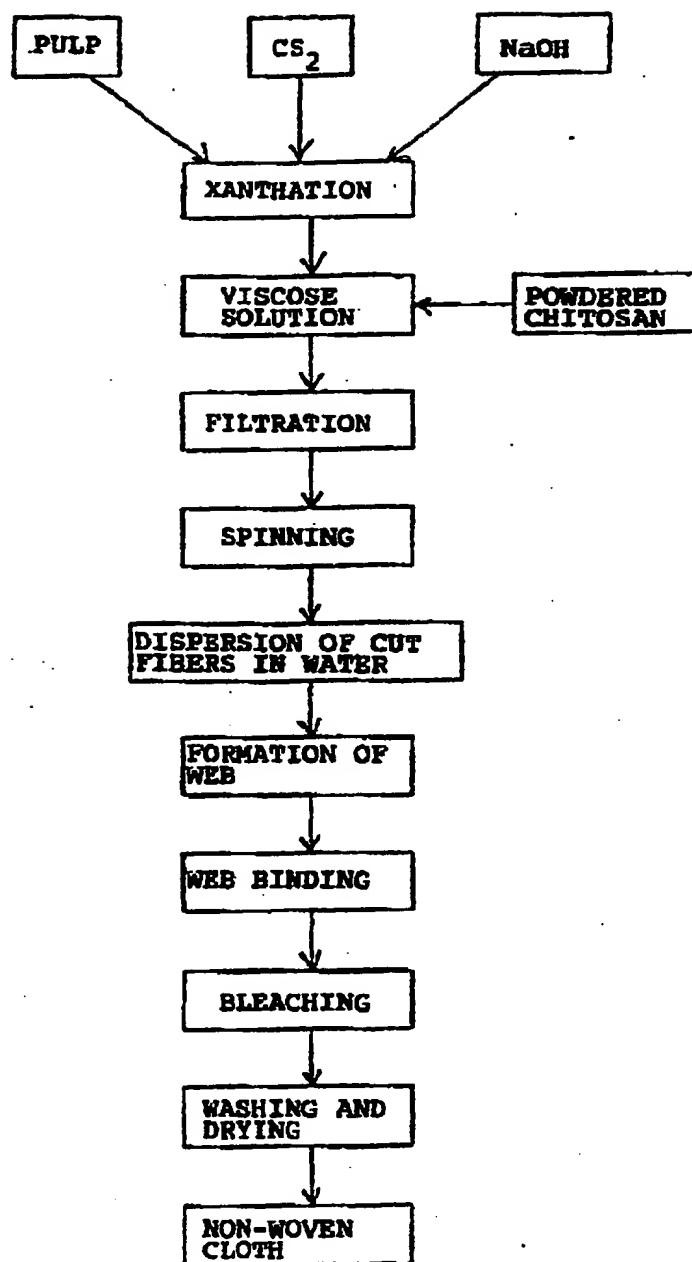 PULP
CS2
NaOH
XANTHATION
VISCOSE
SOLUTION
POWDERED
CHITOSAN
FILTRATION
SPINNING
DISPERSION OF CUT
FIBERS IN WATER
FORMATION OF
WEB
WEB BINDING
BLEACHING
WASHING AND
DRYING
NON-WOVEN
CLOTH